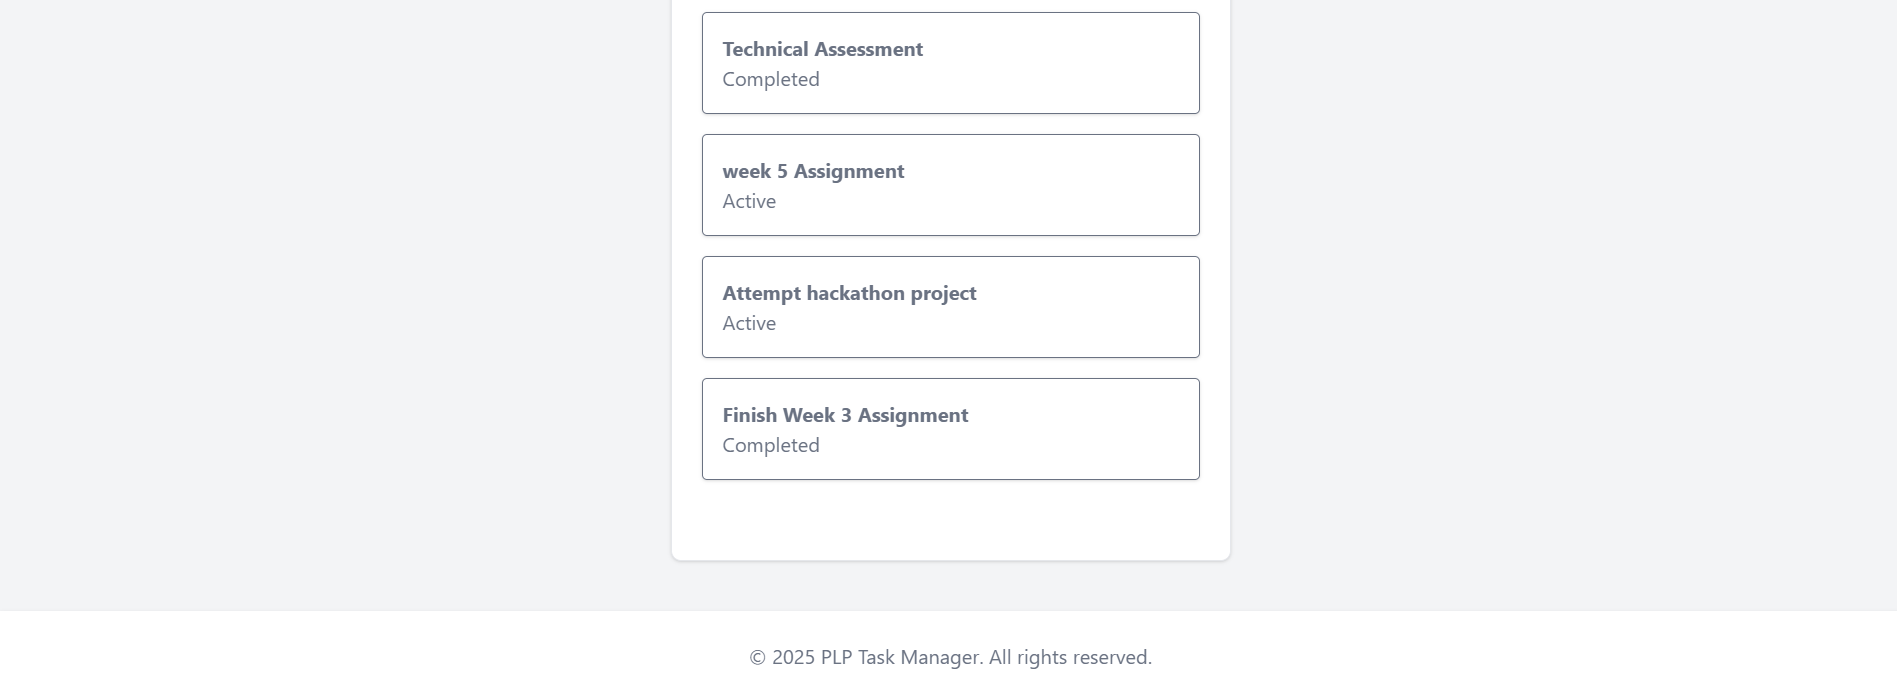 Technical Assessment
Completed
week 5 Assignment
Active
Attempt hackathon project
Active
Finish Week 3 Assignment
Completed
© 2025 PLP Task Manager. All rights reserved.